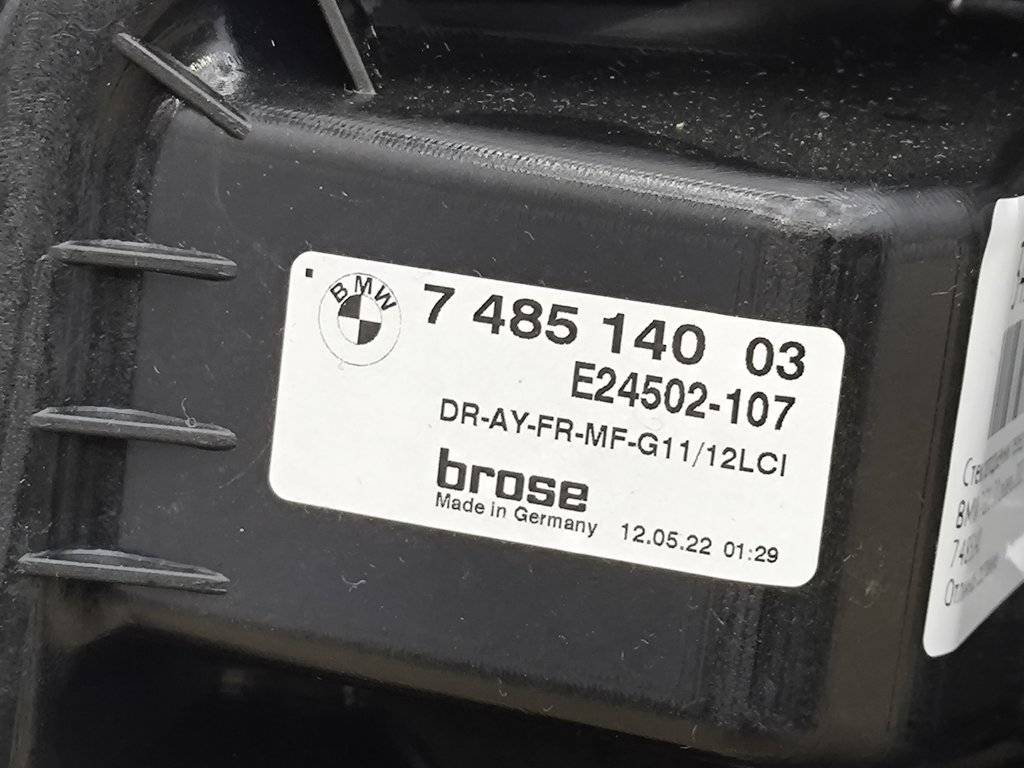 BMW
7 485 140 03
E24502-107
DR-AY-FR-MF-G11/12LCI
brose
Made in Germany 12.05.22 01:29
BMW